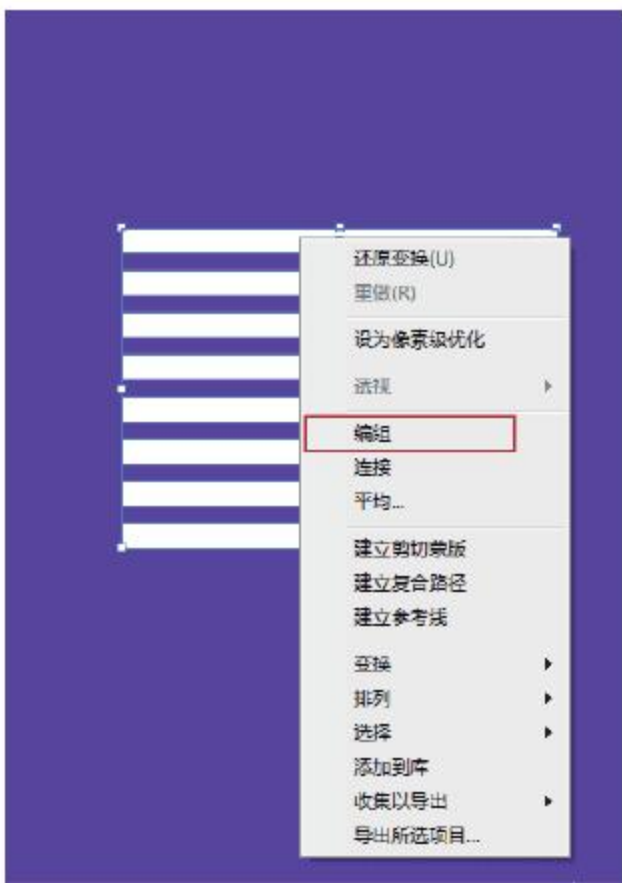 还原变换(U)
重做(R)
设为像素级优化
透视
编组
连接
平均...
建立剪切蒙版
建立复合路径
建立参考线
变换
排列
选择
添加到库
收集以导出
导出所选项目...